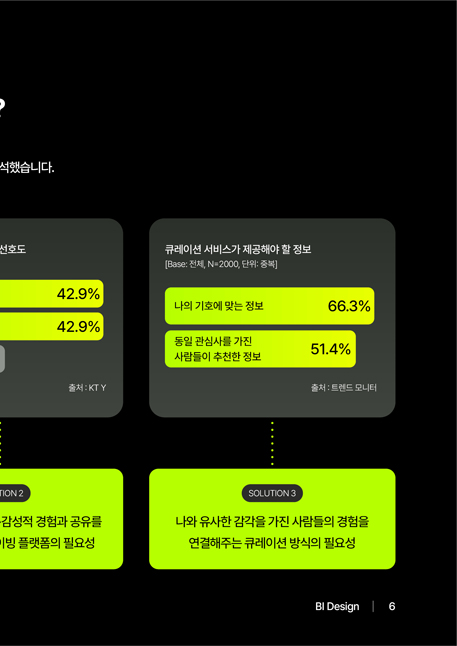 ?
석했습니다.
선호도
42.9%
42.9%
출처 : KT Y
큐레이션 서비스가 제공해야 할 정보
[Base: 전체, N=2000, 단위: 중복]
나의 기호에 맞는 정보 66.3%
동일 관심사를 가진
사람들이 추천한 정보 51.4%
출처 : 트렌드 모니터
TION 2
감성적 경험과 공유를
이빙 플랫폼의 필요성
SOLUTION 3
나와 유사한 감각을 가진 사람들의 경험을
연결해주는 큐레이션 방식의 필요성
BI Design | 6